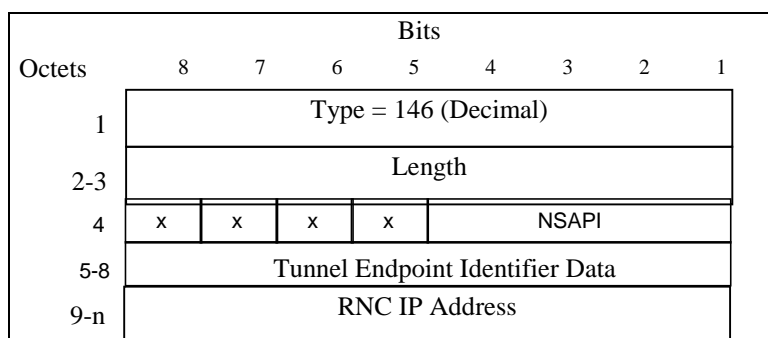 Bits
Octets 8 7 6 5 4 3 2 1
1 Type = 146 (Decimal)
2-3 Length
4 x x x x NSAPI
5-8 Tunnel Endpoint Identifier Data
9-n RNC IP Address